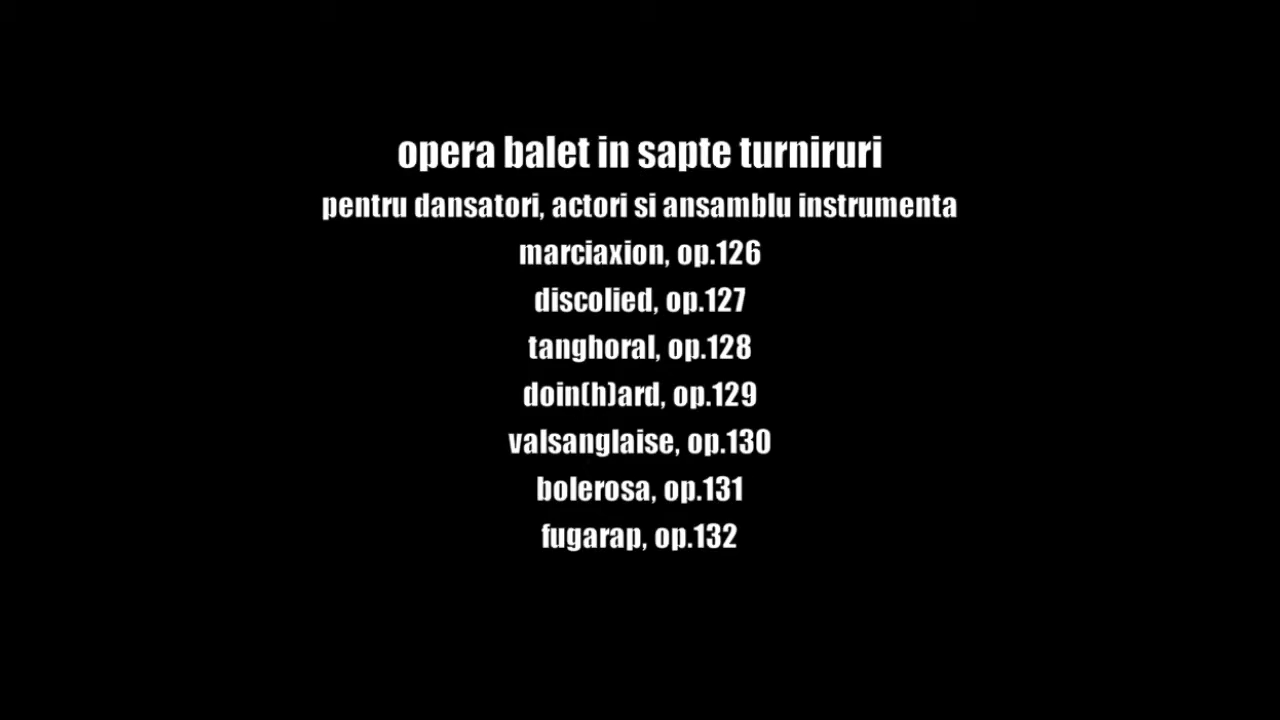 opera balet in sapte turniruri
pentru dansatori, actori si ansamblu instrumenta
marciaxion, op.126
discolied, op.127
tanghoral, op.128
doin(h)ard, op.129
valsanglaise, op.130
bolerosa, op.131
fugarap, op.132